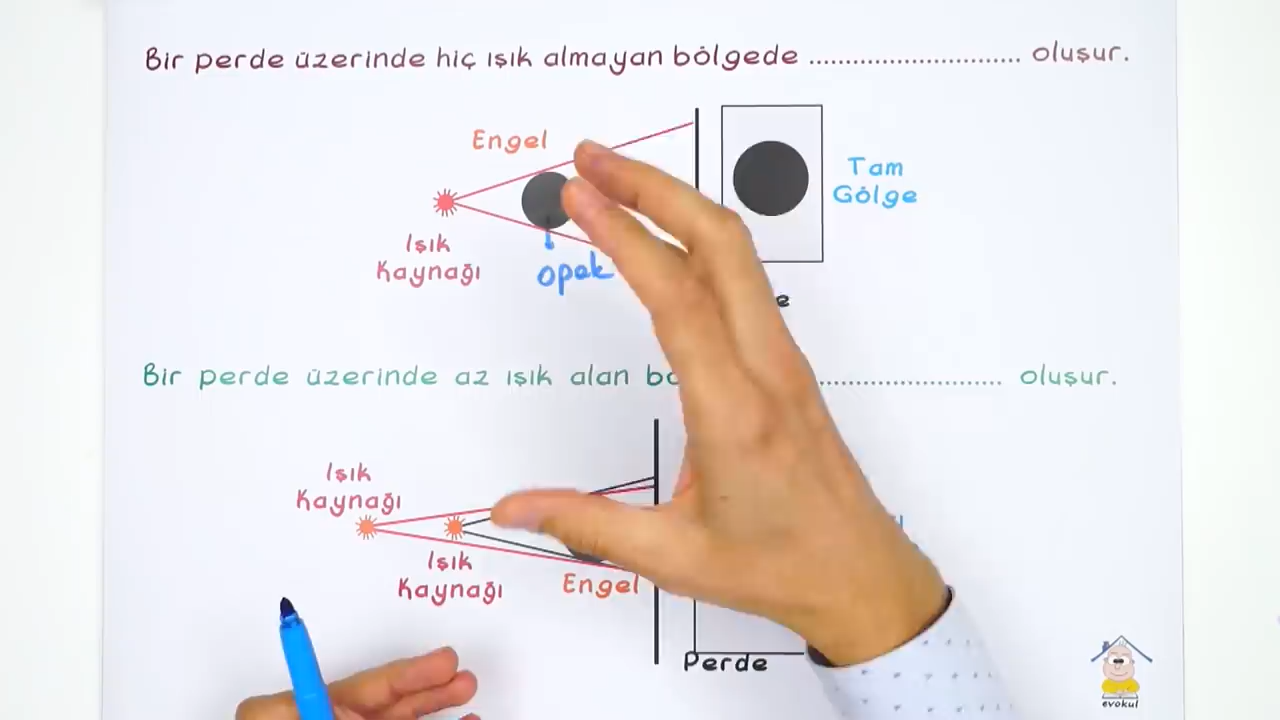 Bir perde üzerinde hiç ışık almayan bölgede ............................. oluşur.
Engel
Tam
Gölge
Işık
Kaynağı
opak
Bir perde üzerinde az ışık alan ......................... oluşur.
Işık
Kaynağı
Işık
Kaynağı
Engel
Perde
evokul